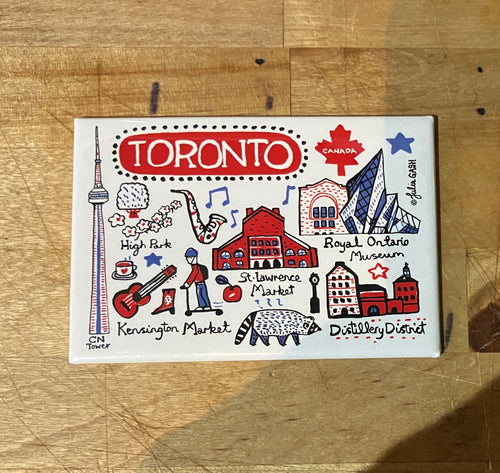 TORONTO
CANADA
© Julia GASH
High Park
Royal Ontario
Museum
St. Lawrence
Market
Kensington Market
Distillery District
CN
Tower